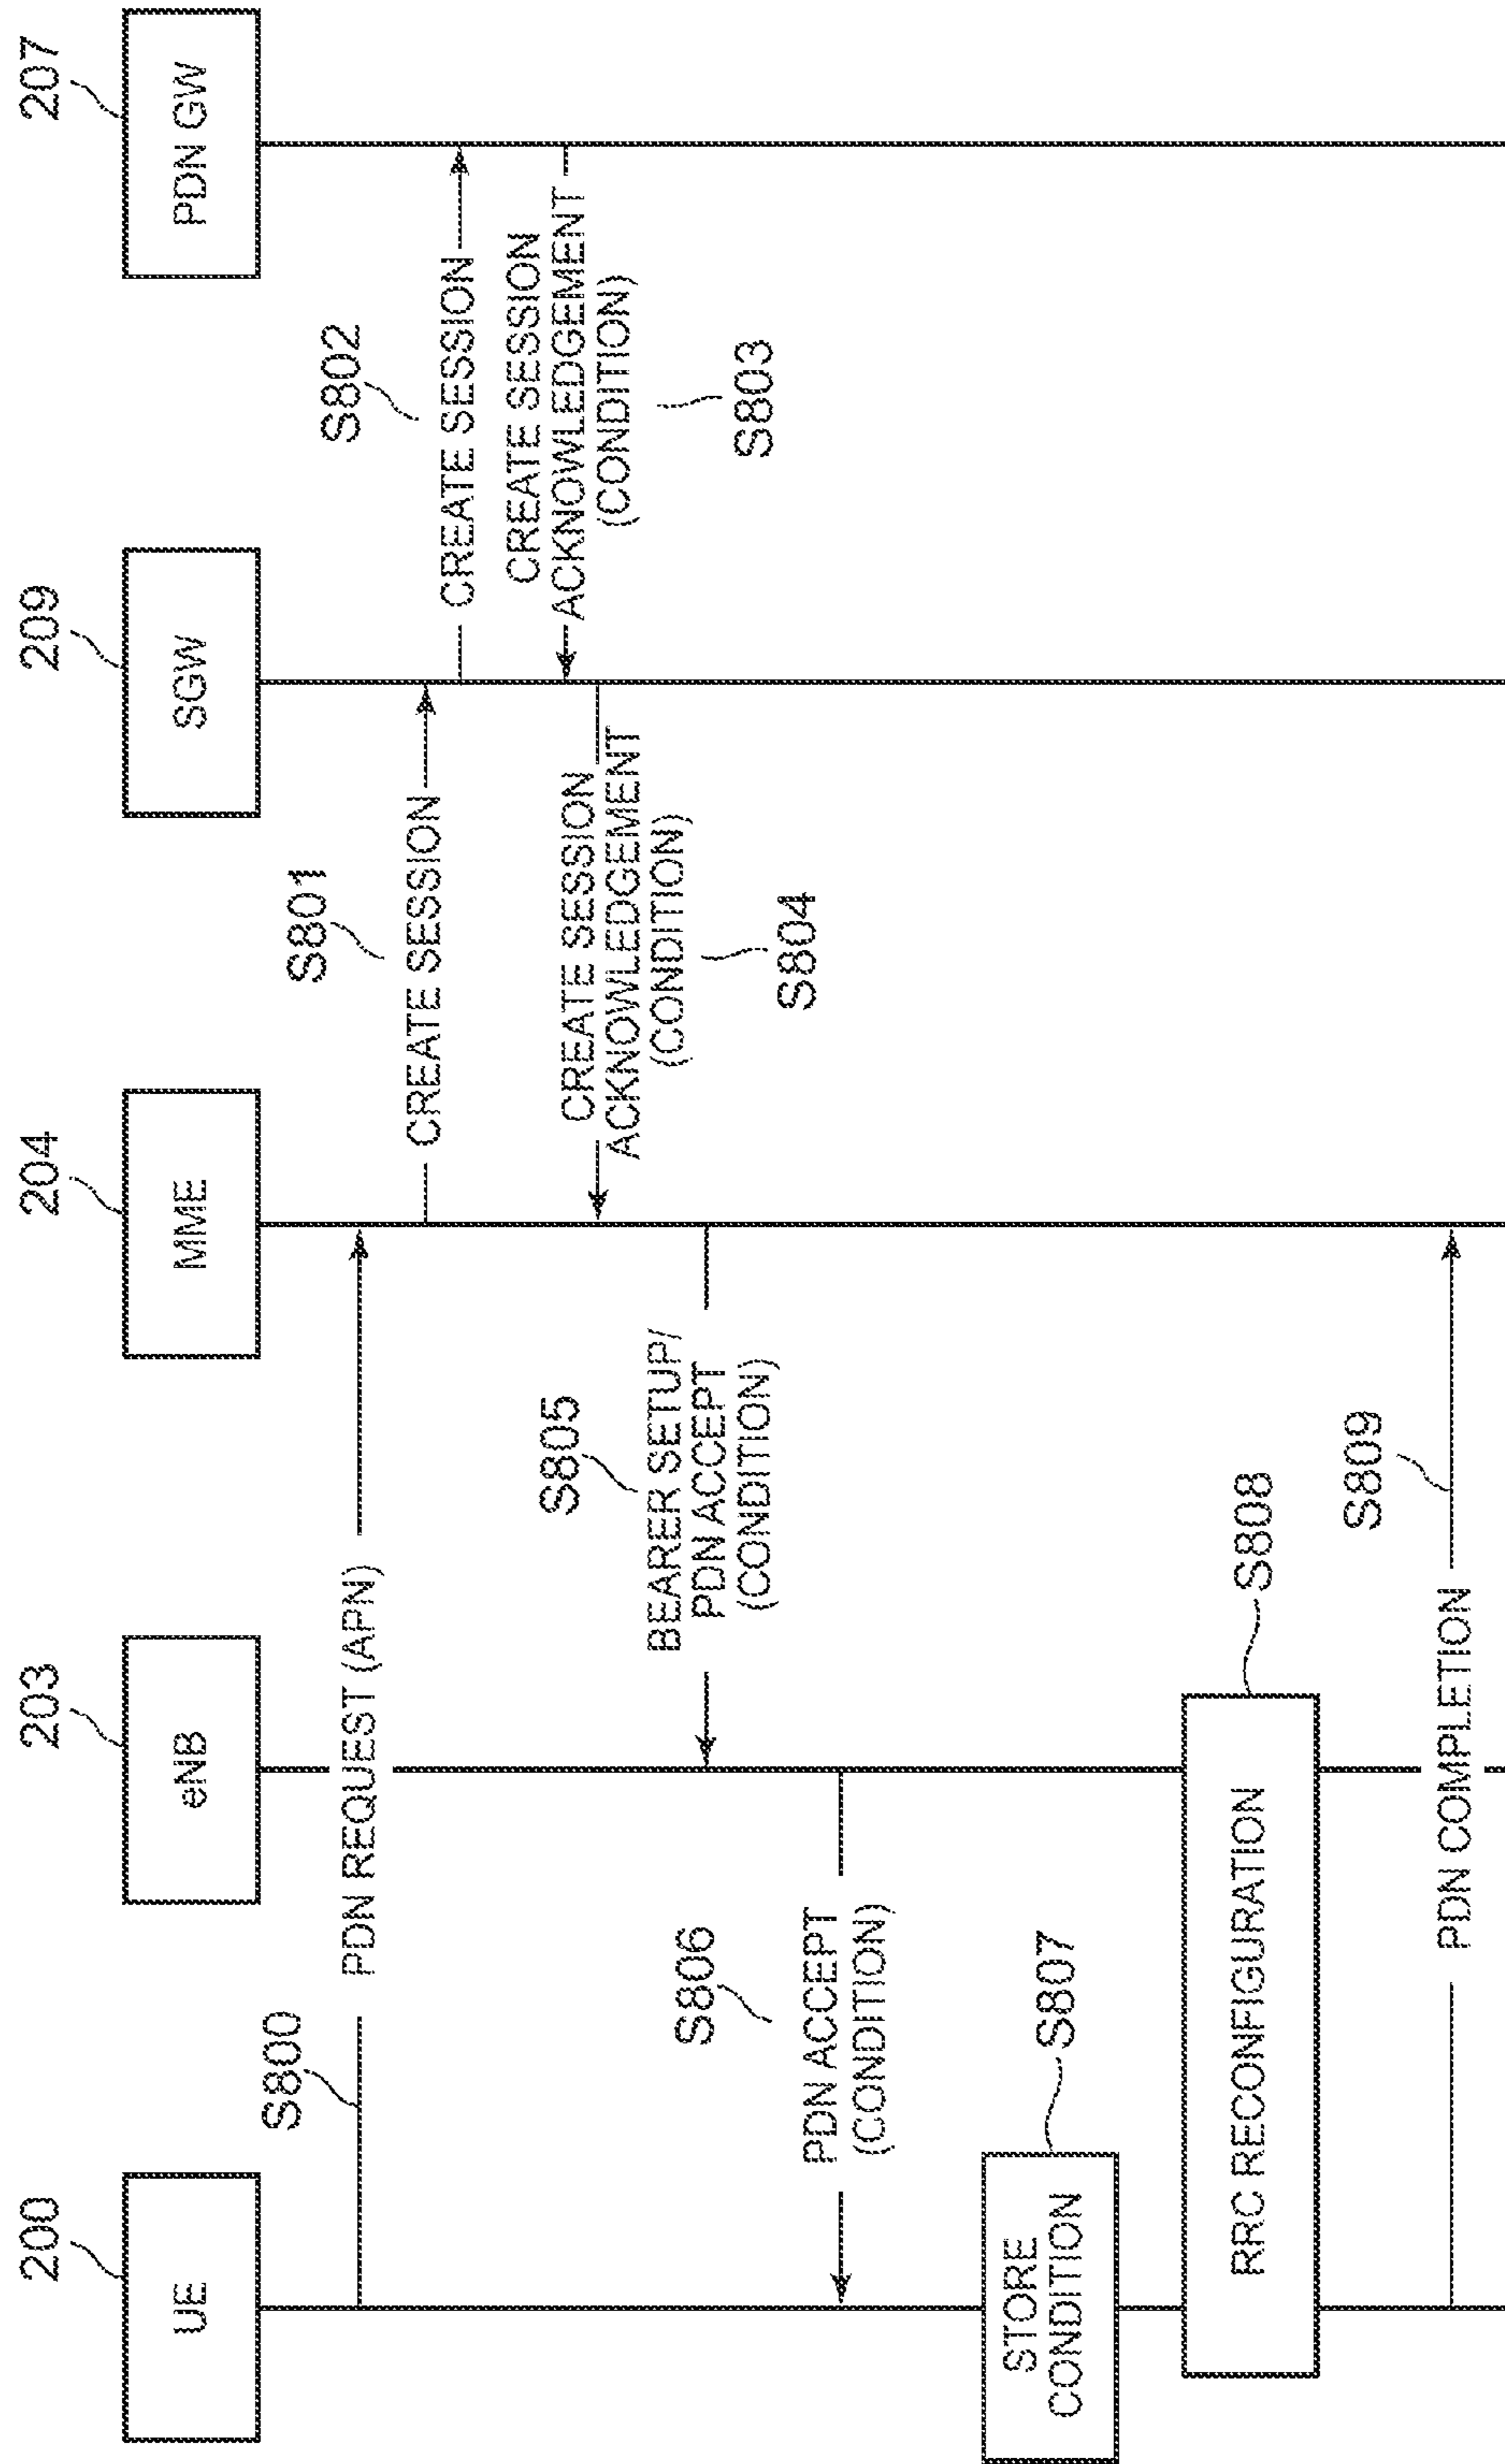 200
UE
203
eNB
204
MME
209
SGW
207
PDN GW
S800
PDN REQUEST (APN)
S801
CREATE SESSION
S802
CREATE SESSION
CREATE SESSION
ACKNOWLEDGEMENT
(CONDITION)
S803
CREATE SESSION
ACKNOWLEDGEMENT
(CONDITION)
S804
S805
BEARER SETUP/
PDN ACCEPT
(CONDITION)
S806
PDN ACCEPT
(CONDITION)
S807
STORE
CONDITION
S808
RRC RECONFIGURATION
S809
PDN COMPLETION